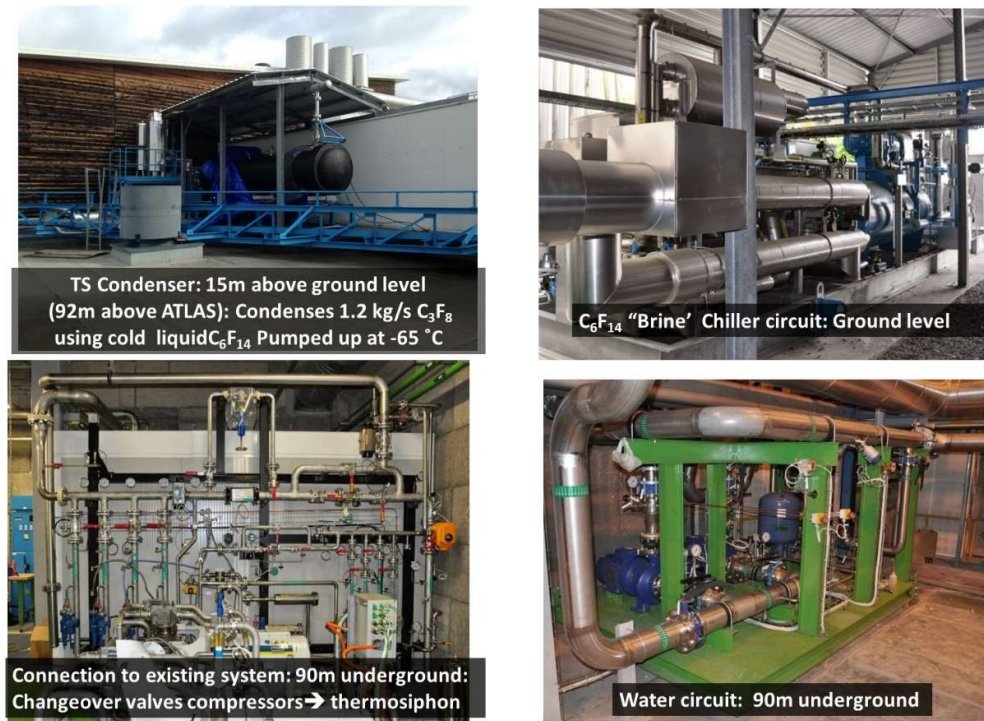 TS Condenser: 15m above ground level
(92m above ATLAS): Condenses 1.2 kg/s C₃F₈
using cold liquidC₆F₁₄ Pumped up at -65 ˚C
C₆F₁₄ “Brine’ Chiller circuit: Ground level
Connection to existing system: 90m underground:
Changeover valves compressors→ thermosiphon
Water circuit: 90m underground